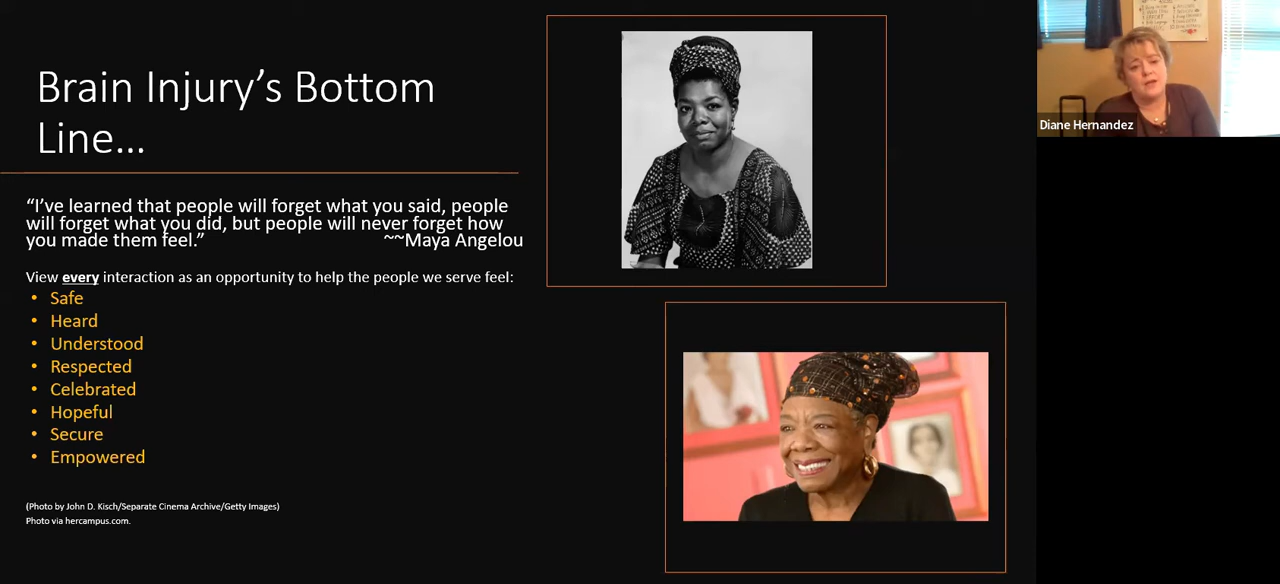 Brain Injury's Bottom
Line...
"I've learned that people will forget what you said, people
will forget what you did, but people will never forget how
you made them feel." ~~Maya Angelou
View every interaction as an opportunity to help the people we serve feel:
• Safe
• Heard
• Understood
• Respected
• Celebrated
• Hopeful
• Secure
• Empowered
(Photo by John D. Kisch/Separate Cinema Archive/Getty Images)
Photo via hercampus.com.
Diane Hernandez